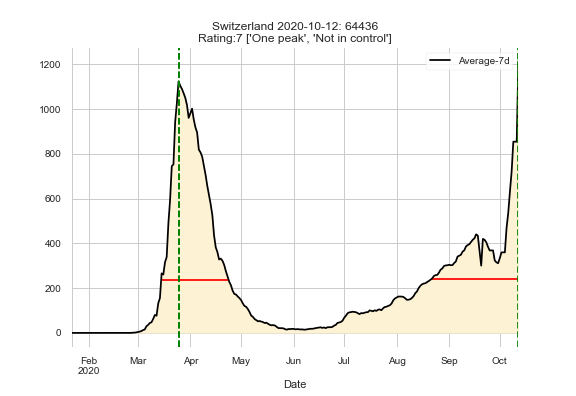 Switzerland 2020-10-12: 64436
Rating:7 ['One peak', 'Not in control']
Average-7d
1200
1000
800
600
400
200
0
Feb
2020
Mar
Apr
May
Jun
Jul
Aug
Sep
Oct
Date